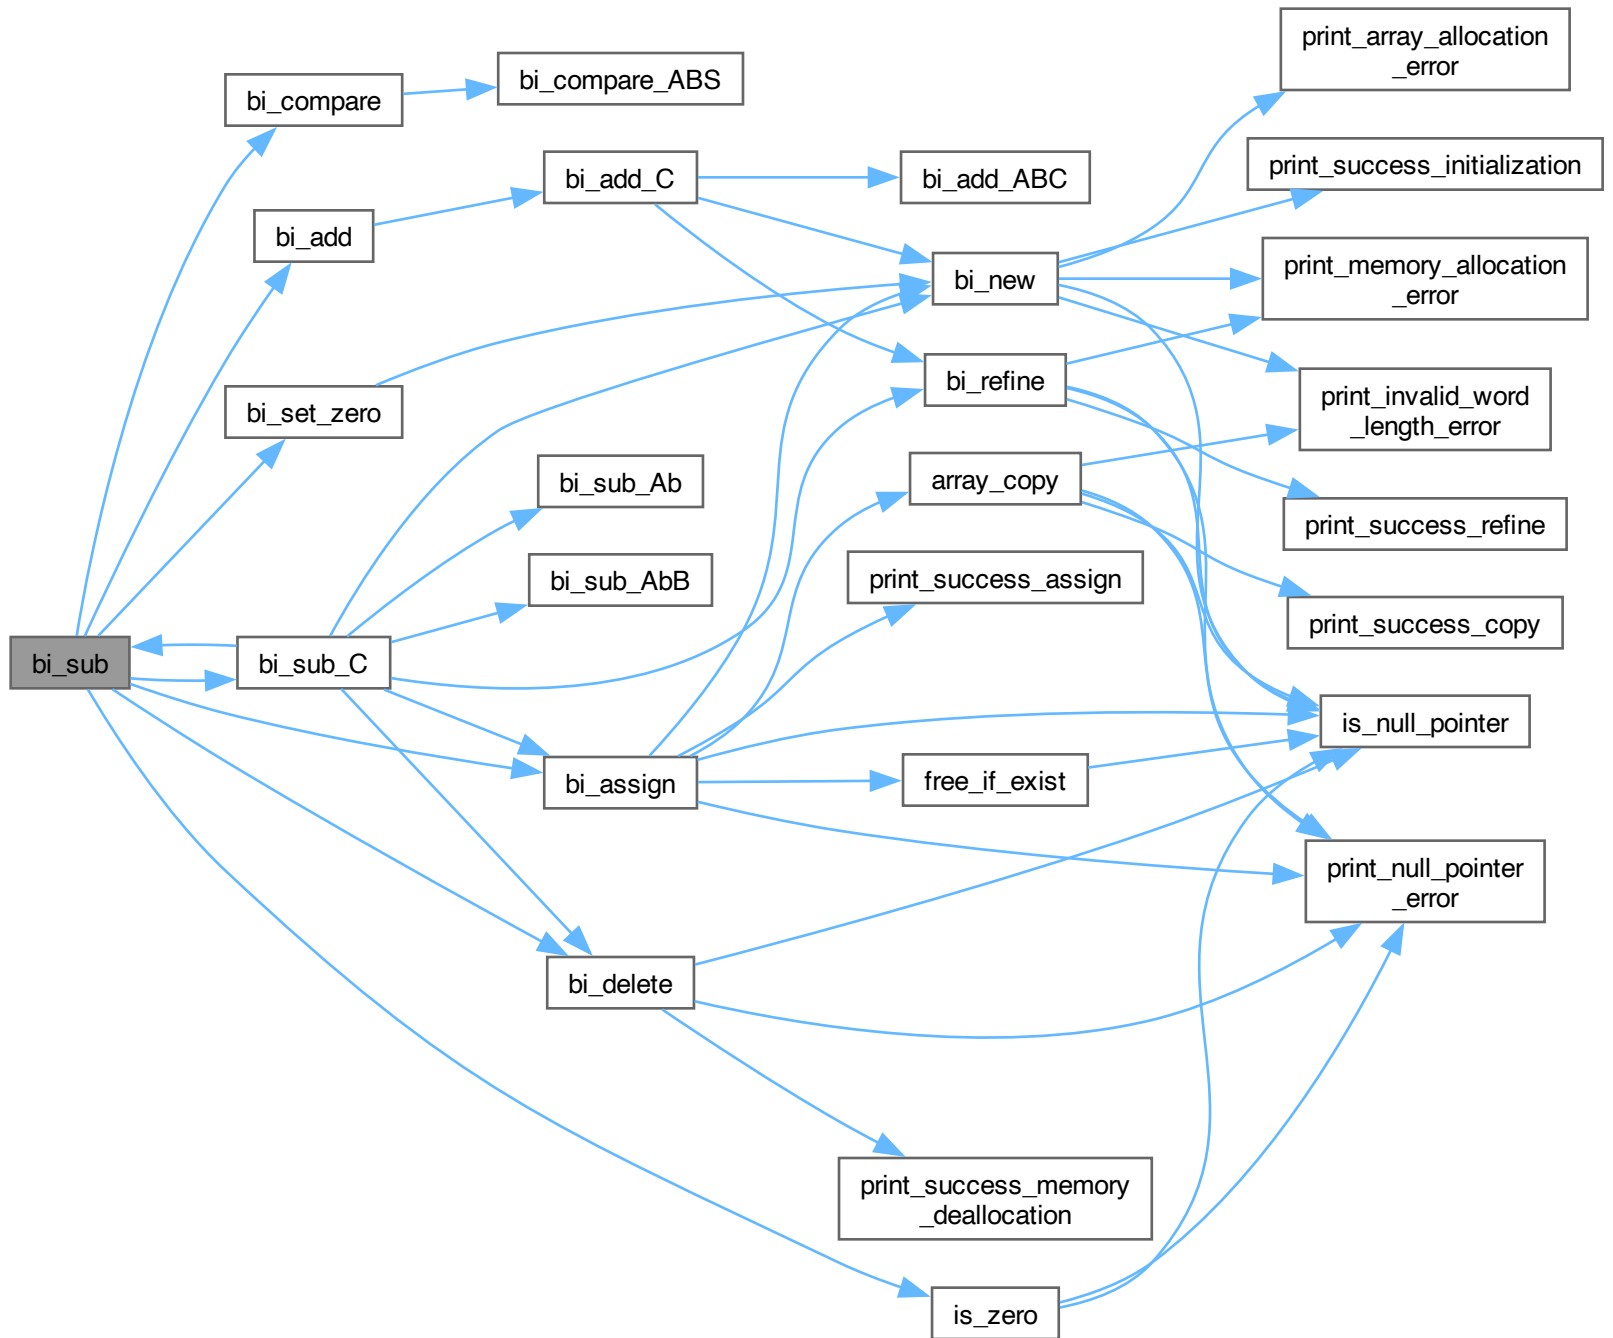 bi_sub
bi_compare
bi_add
bi_set_zero
bi_sub_C
bi_compare_ABS
bi_add_C
bi_sub_Ab
bi_sub_AbB
bi_assign
bi_delete
bi_add_ABC
bi_new
bi_refine
array_copy
print_success_assign
free_if_exist
print_success_memory
_deallocation
is_zero
print_array_allocation
_error
print_success_initialization
print_memory_allocation
_error
print_invalid_word
_length_error
print_success_refine
print_success_copy
is_null_pointer
print_null_pointer
_error